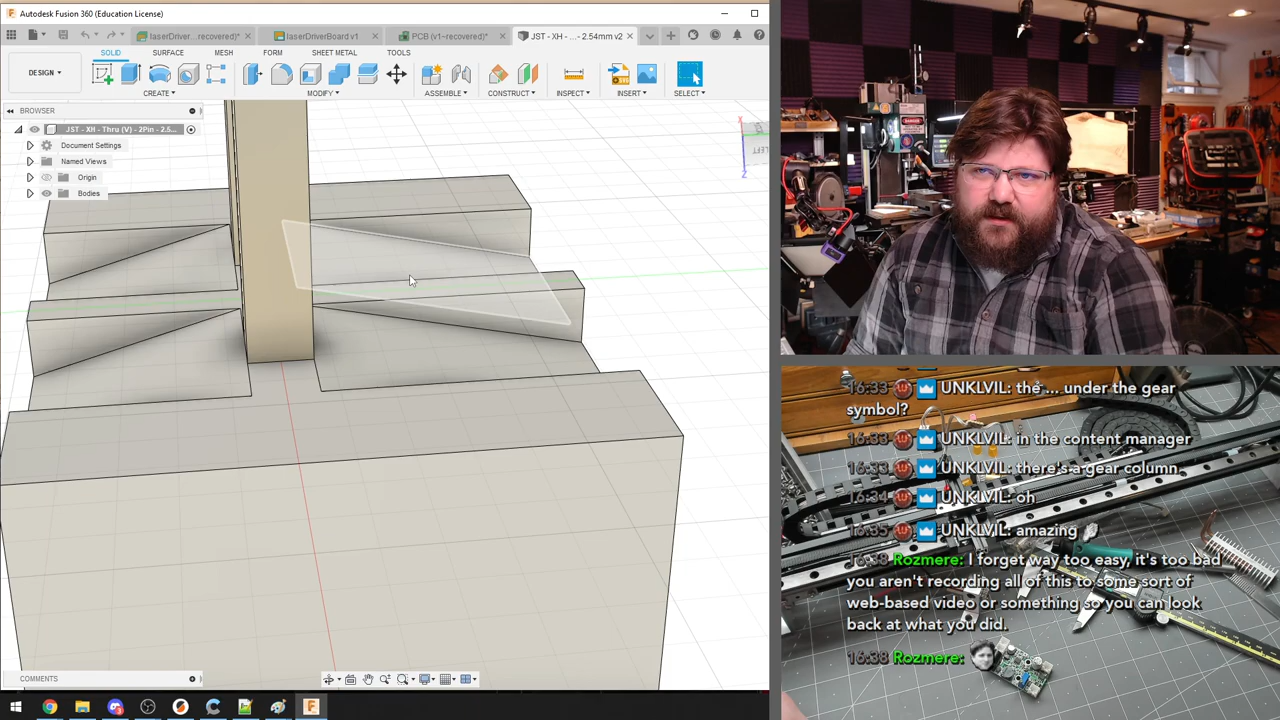 Autodesk Fusion 360 (Education License)
laserDriver... recovered)*
laserDriverBoard v1
PCB (v1~recovered)*
JST - XH - ...- 2.54mm v2
SOLID
SURFACE
MESH
FORM
SHEET METAL
TOOLS
DESIGN
CREATE
MODIFY
ASSEMBLE
CONSTRUCT
INSPECT
INSERT
SELECT
BROWSER
JST - XH - Thru (V) - 2Pin - 2.5...
Document Settings
Named Views
Origin
Bodies
X
Z
LEFT
COMMENTS
DANGER
16:33 UNKLVIL: the ... under the gear
symbol?
16:33 UNKLVIL: in the content manager
16:33 UNKLVIL: there's a gear column
16:34 UNKLVIL: oh
16:35 UNKLVIL: amazing
16:38 Rozmere: I forget way too easy, it's too bad
you aren't recording all of this to some sort of
web-based video or something so you can look
back at what you did.
16:38 Rozmere: